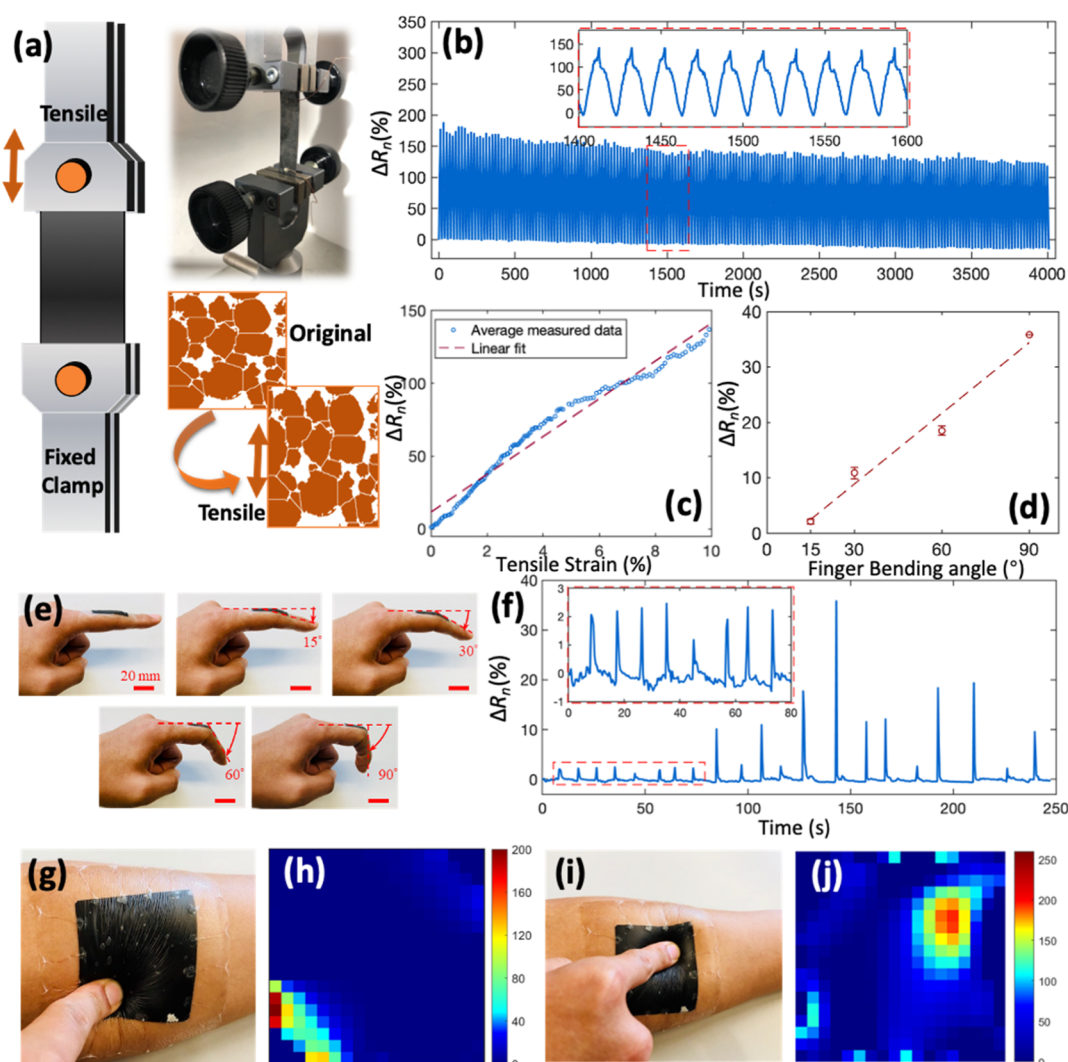 (a)
Tensile
Fixed
Clamp
Original
Tensile
(b)
ΔRn(%)
350
300
250
200
150
100
50
0
0 500 1000 1500 2000 2500 3000 3500 4000
Time (s)
150
100
50
0
1400 1450 1500 1550 1600
(c)
ΔRn(%)
150
100
50
0
Average measured data
Linear fit
0 2 4 6 8 10
Tensile Strain (%)
(d)
ΔRn(%)
40
30
20
10
0
0 15 30 60 90
Finger Bending angle (°)
(e)
20 mm
15°
30°
60°
90°
(f)
ΔRn(%)
40
30
20
10
0
0 50 100 150 200 250
Time (s)
3
2
1
0
-1
0 20 40 60 80
(g)
(h)
200
160
120
80
40
0
(i)
(j)
250
200
150
100
50
0